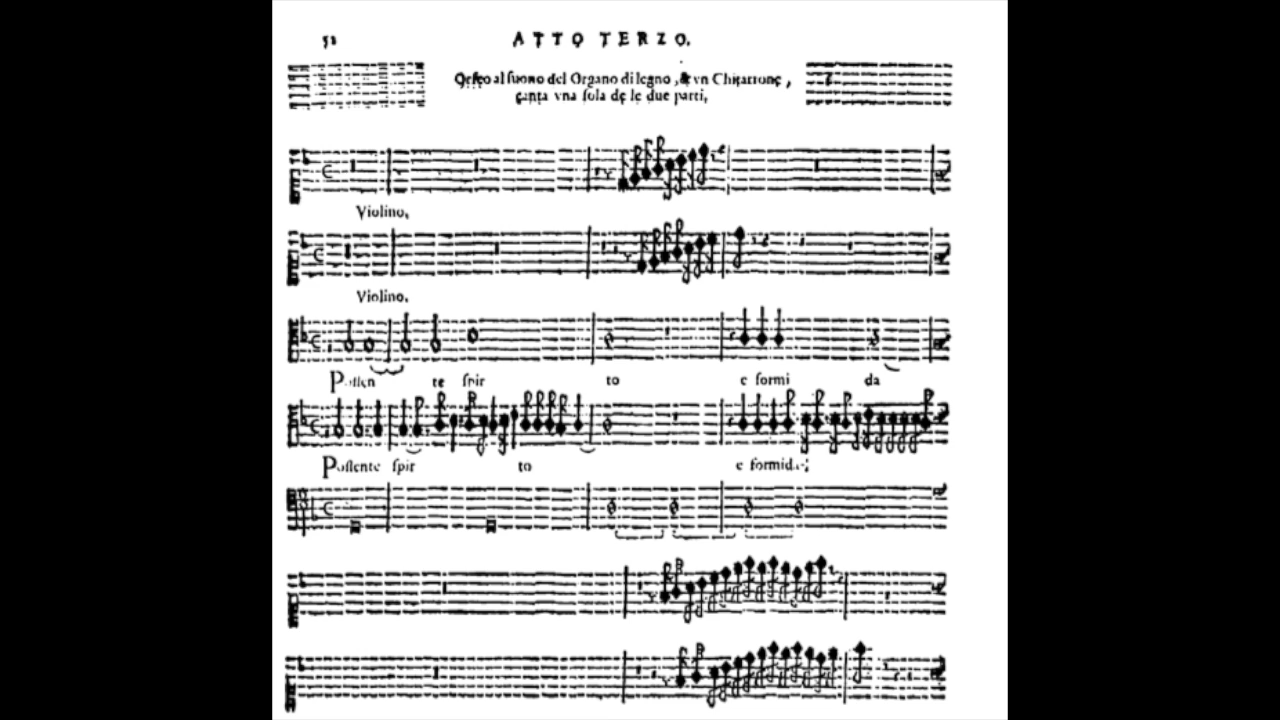 52
ATTO TERZO.
Orfeo al suono del Organo di legno, & vn Chitarrone,
canta vna sola de le due parti,
Violino,
Violino,
Possen te spir to e formi da
Possente spir to e formida;